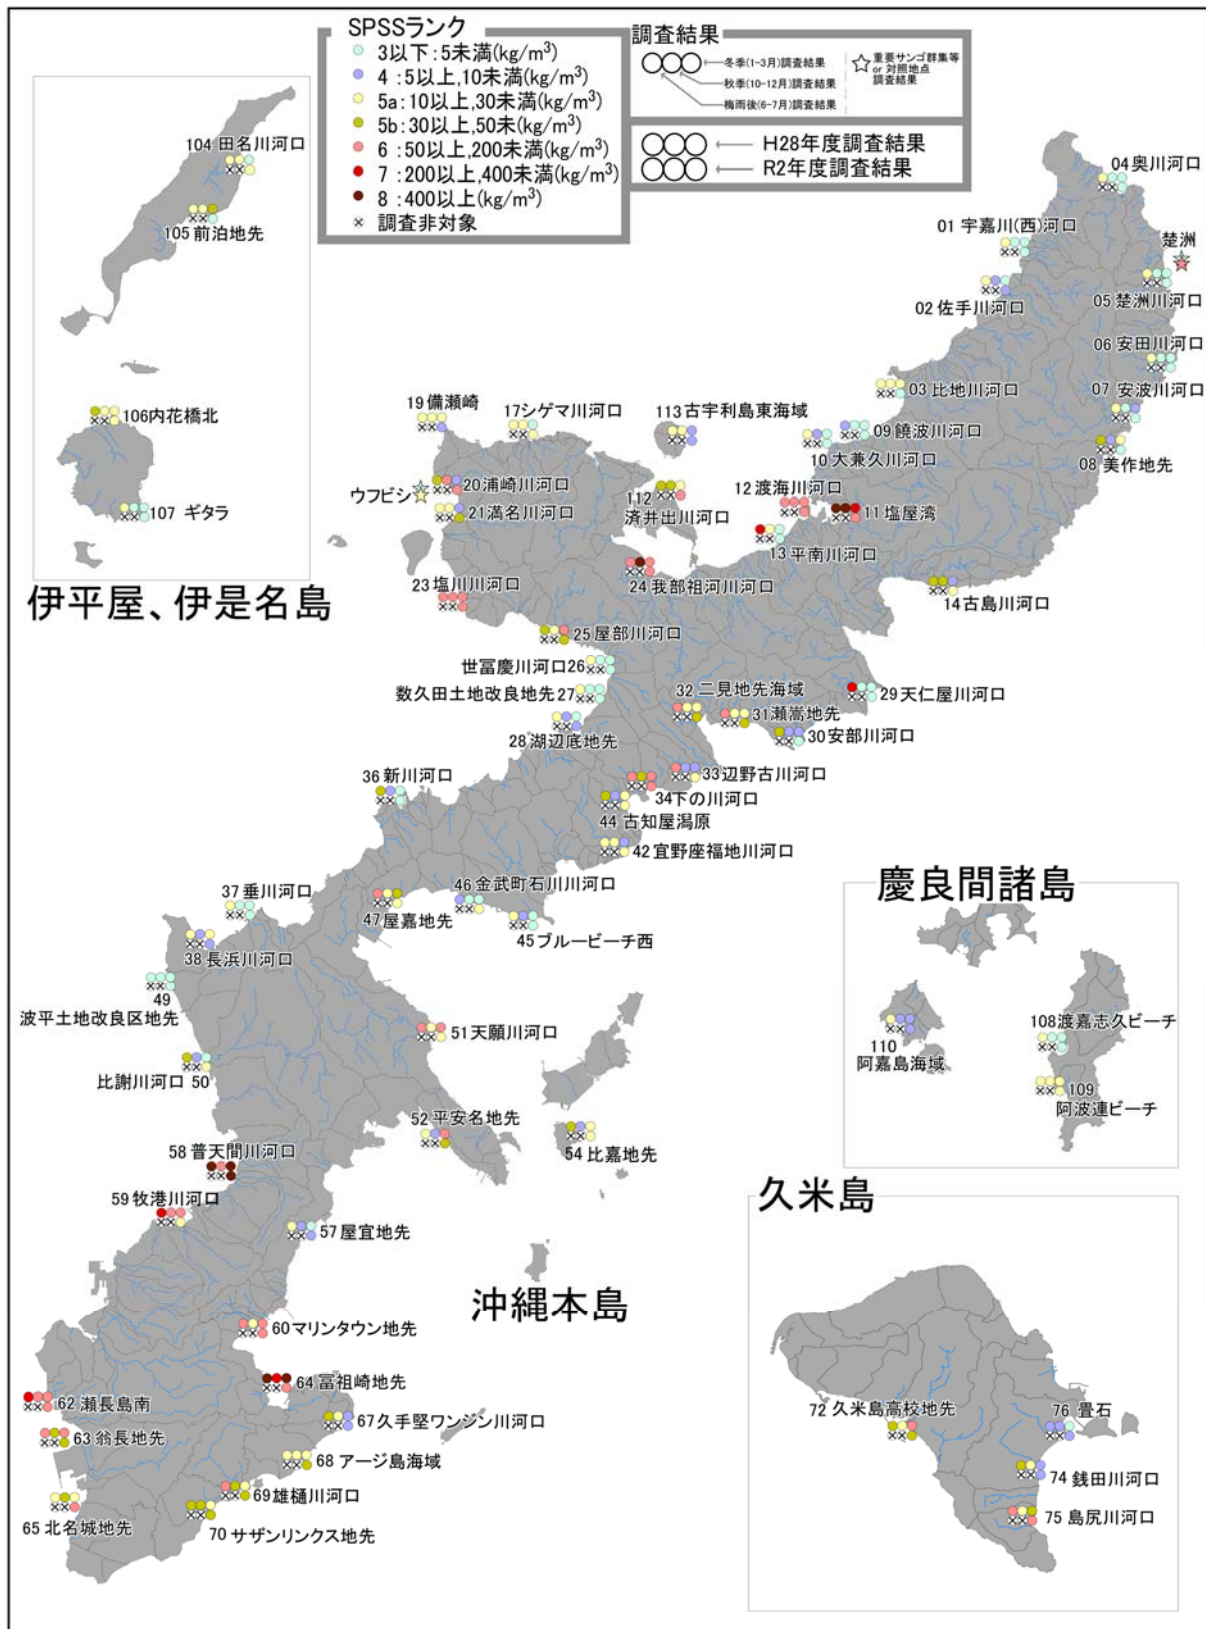 SPSSランク
3以下:5未満(kg/m³)
4 :5以上,10未満(kg/m³)
5a:10以上,30未満(kg/m³)
5b:30以上,50未(kg/m³)
6 :50以上,200未満(kg/m³)
7 :200以上,400未満(kg/m³)
8 :400以上(kg/m³)
× 調査非対象
調査結果
冬季(1-3月)調査結果
秋季(10-12月)調査結果
梅雨後(6-7月)調査結果
重要サンゴ群集等
or 対照地点
調査結果
H28年度調査結果
R2年度調査結果
104 田名川河口
105 前泊地先
106内花橋北
107 ギタラ
伊平屋、伊是名島
04 奥川河口
01 宇嘉川(西)河口
楚洲
05 楚洲川河口
02 佐手川河口
06 安田川河口
07 安波川河口
03 比地川河口
08 美作地先
09 饒波川河口
10 大兼久川河口
19 備瀬崎
17シゲマ川河口
113 古宇利島東海域
20 浦崎川河口
ウフビシ
21 満名川河口
112
済井出川河口
12 渡海川河口
11 塩屋湾
13 平南川河口
23 塩川川河口
24 我部祖河川河口
14 古島川河口
25 屋部川河口
世冨慶川河口26
数久田土地改良地先27
28 湖辺底地先
32 二見地先海域
31 瀬嵩地先
29 天仁屋川河口
30 安部川河口
36 新川河口
33 辺野古川河口
34下の川河口
44 古知屋潟原
42 宜野座福地川河口
37 垂川河口
38 長浜川河口
47 屋嘉地先
46 金武町石川川河口
45 ブルービーチ西
49
波平土地改良区地先
51 天願川河口
比謝川河口 50
52 平安名地先
54 比嘉地先
58 普天間川河口
59 牧港川河口
57 屋宜地先
沖縄本島
60マリンタウン地先
64 冨祖崎地先
62 瀬長島南
67久手堅ワンジン川河口
63 翁長地先
68 アージ島海域
69 雄樋川河口
65 北名城地先
70 サザンリンクス地先
慶良間諸島
108渡嘉志久ビーチ
110
阿嘉島海域
109
阿波連ビーチ
久米島
72 久米島高校地先
76 畳石
74 銭田川河口
75 島尻川河口